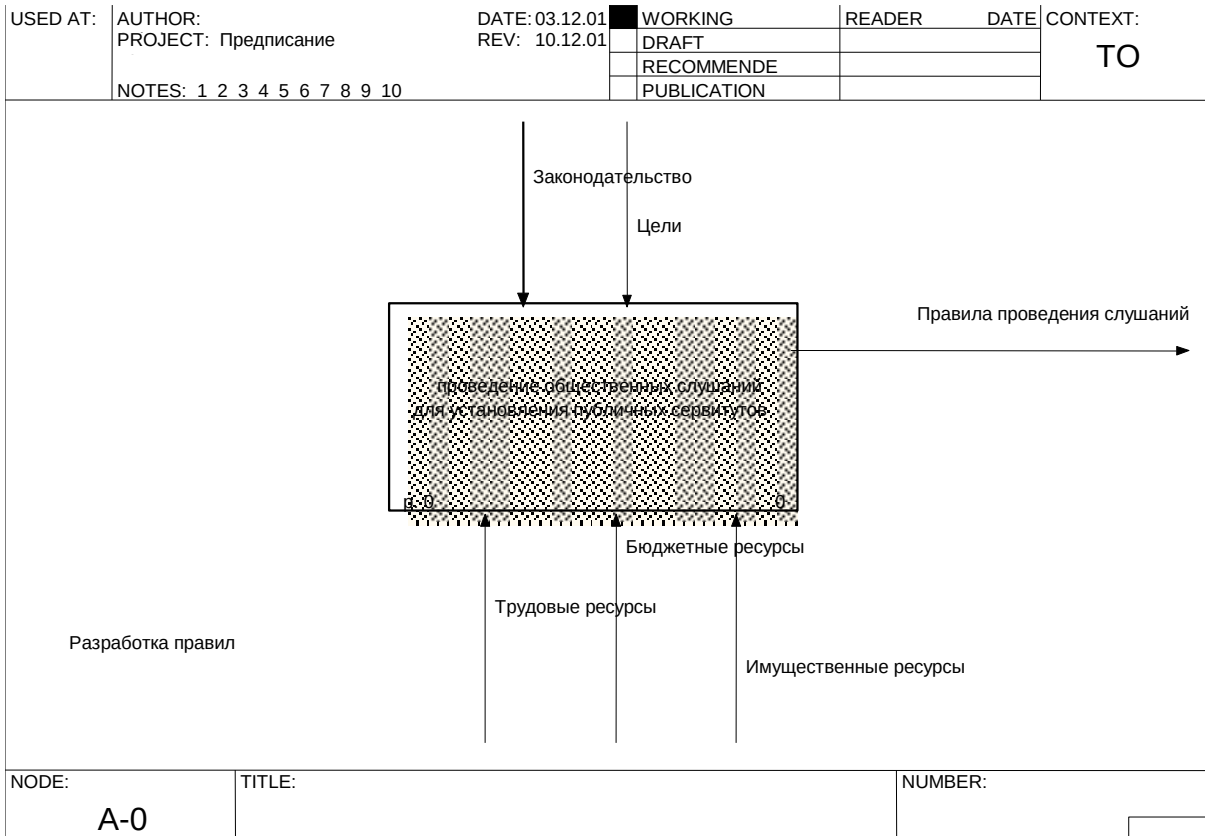 USED AT:
AUTHOR:
DATE: 03.12.01
PROJECT: Предписание
REV: 10.12.01
NOTES: 1 2 3 4 5 6 7 8 9 10
WORKING
DRAFT
RECOMMENDE
PUBLICATION
READER DATE
CONTEXT:
TO
Законодательство
Цели
Правила проведения слушаний
проведение общественных слушаний
для установления публичных сервитутов
р. 0
0
Бюджетные ресурсы
Трудовые ресурсы
Разработка правил
Имущественные ресурсы
NODE:
A-0
TITLE:
NUMBER: